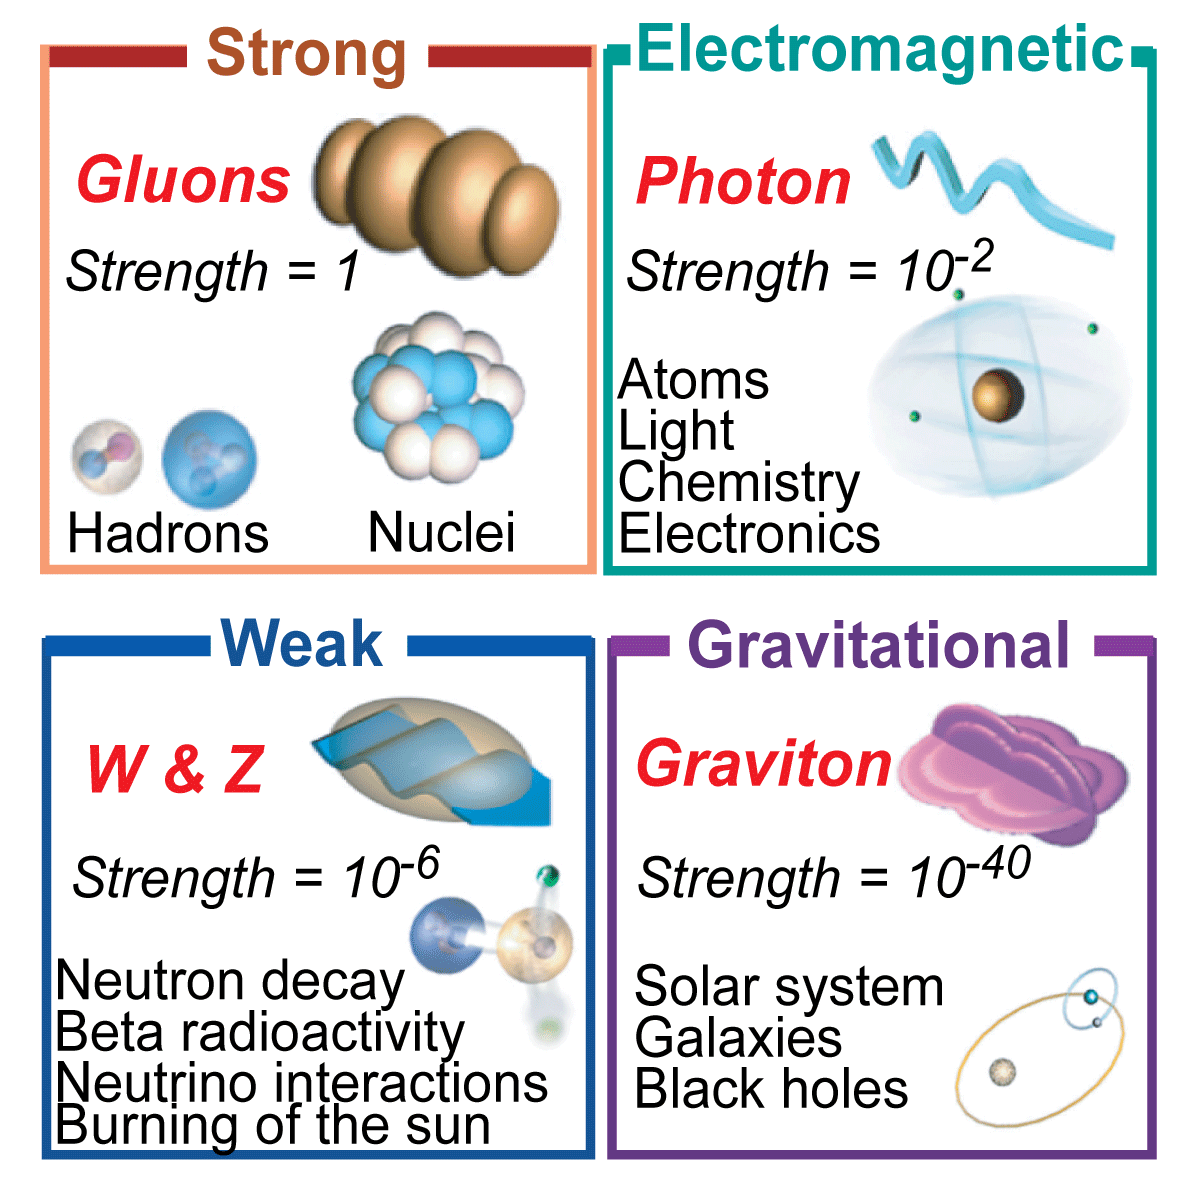 Strong
Gluons
Strength = 1
Hadrons
Nuclei
Electromagnetic
Photon
Strength = 10⁻²
Atoms
Light
Chemistry
Electronics
Weak
W & Z
Strength = 10⁻⁶
Neutron decay
Beta radioactivity
Neutrino interactions
Burning of the sun
Gravitational
Graviton
Strength = 10⁻⁴⁰
Solar system
Galaxies
Black holes